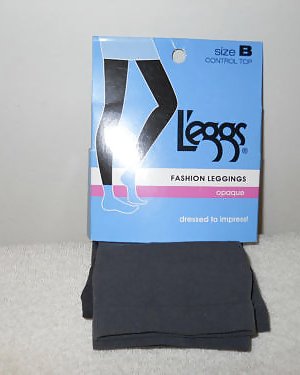 size B
CONTROL TOP
L'eggs®
FASHION LEGGINGS
opaque
dressed to impress!